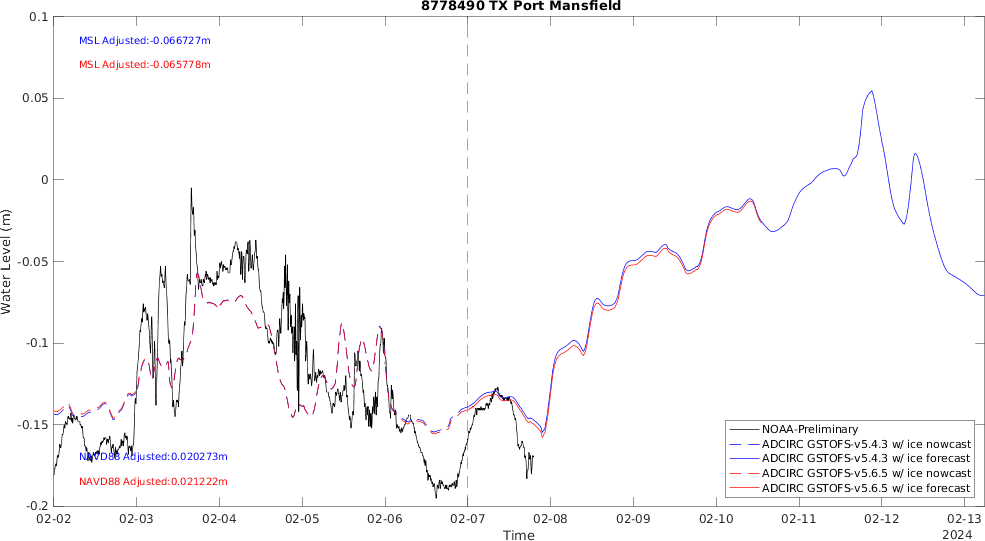 8778490 TX Port Mansfield
0.1
MSL Adjusted:-0.066727m
MSL Adjusted:-0.065778m
0.05
0
-0.05
-0.1
-0.15
-0.2
Water Level (m)
NAVD88 Adjusted:0.020273m
NAVD88 Adjusted:0.021222m
NOAA-Preliminary
ADCIRC GSTOFS-v5.4.3 w/ ice nowcast
ADCIRC GSTOFS-v5.4.3 w/ ice forecast
ADCIRC GSTOFS-v5.6.5 w/ ice nowcast
ADCIRC GSTOFS-v5.6.5 w/ ice forecast
02-02 02-03 02-04 02-05 02-06 02-07 02-08 02-09 02-10 02-11 02-12 02-13
Time
2024